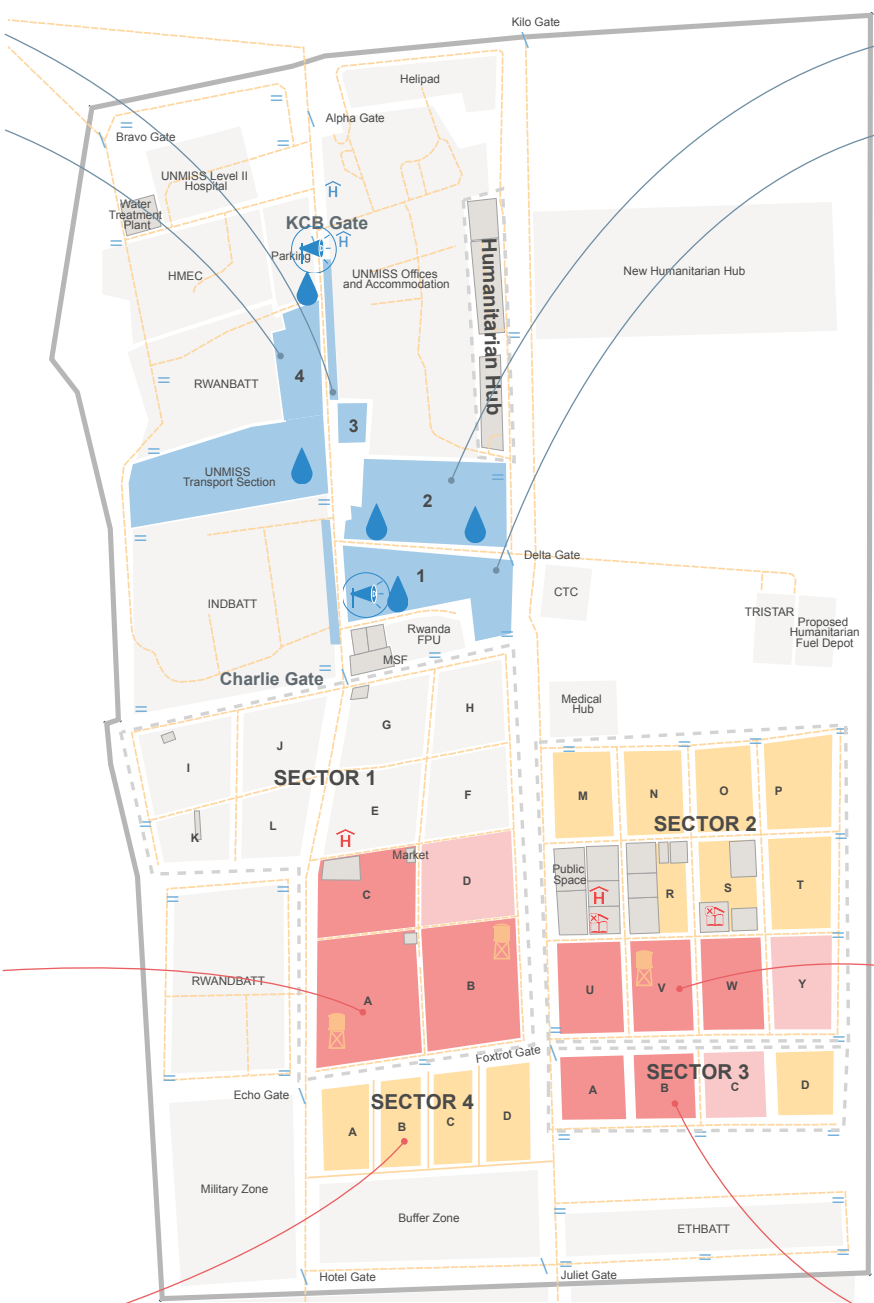 Kilo Gate
Helipad
Alpha Gate
Bravo Gate
UNMISS Level II
Hospital
Water
Treatment
Plant
H
KCB Gate
H
Parking
HMEC
UNMISS Offices
and Accommodation
Humanitarian Hub
New Humanitarian Hub
RWANBATT
4
3
UNMISS
Transport Section
2
Delta Gate
1
CTC
INDBATT
TRISTAR
Proposed
Humanitarian
Fuel Depot
Rwanda
FPU
MSF
Charlie Gate
Medical
Hub
H
G
J
I
SECTOR 1
F
E
L
K
H
Market
D
C
M
N
O
P
SECTOR 2
Public
Space
H
R
S
T
RWANDBATT
A
B
U
V
W
Y
Foxtrot Gate
Echo Gate
SECTOR 3
A
B
C
D
SECTOR 4
A
B
C
D
Military Zone
Buffer Zone
ETHBATT
Hotel Gate
Juliet Gate